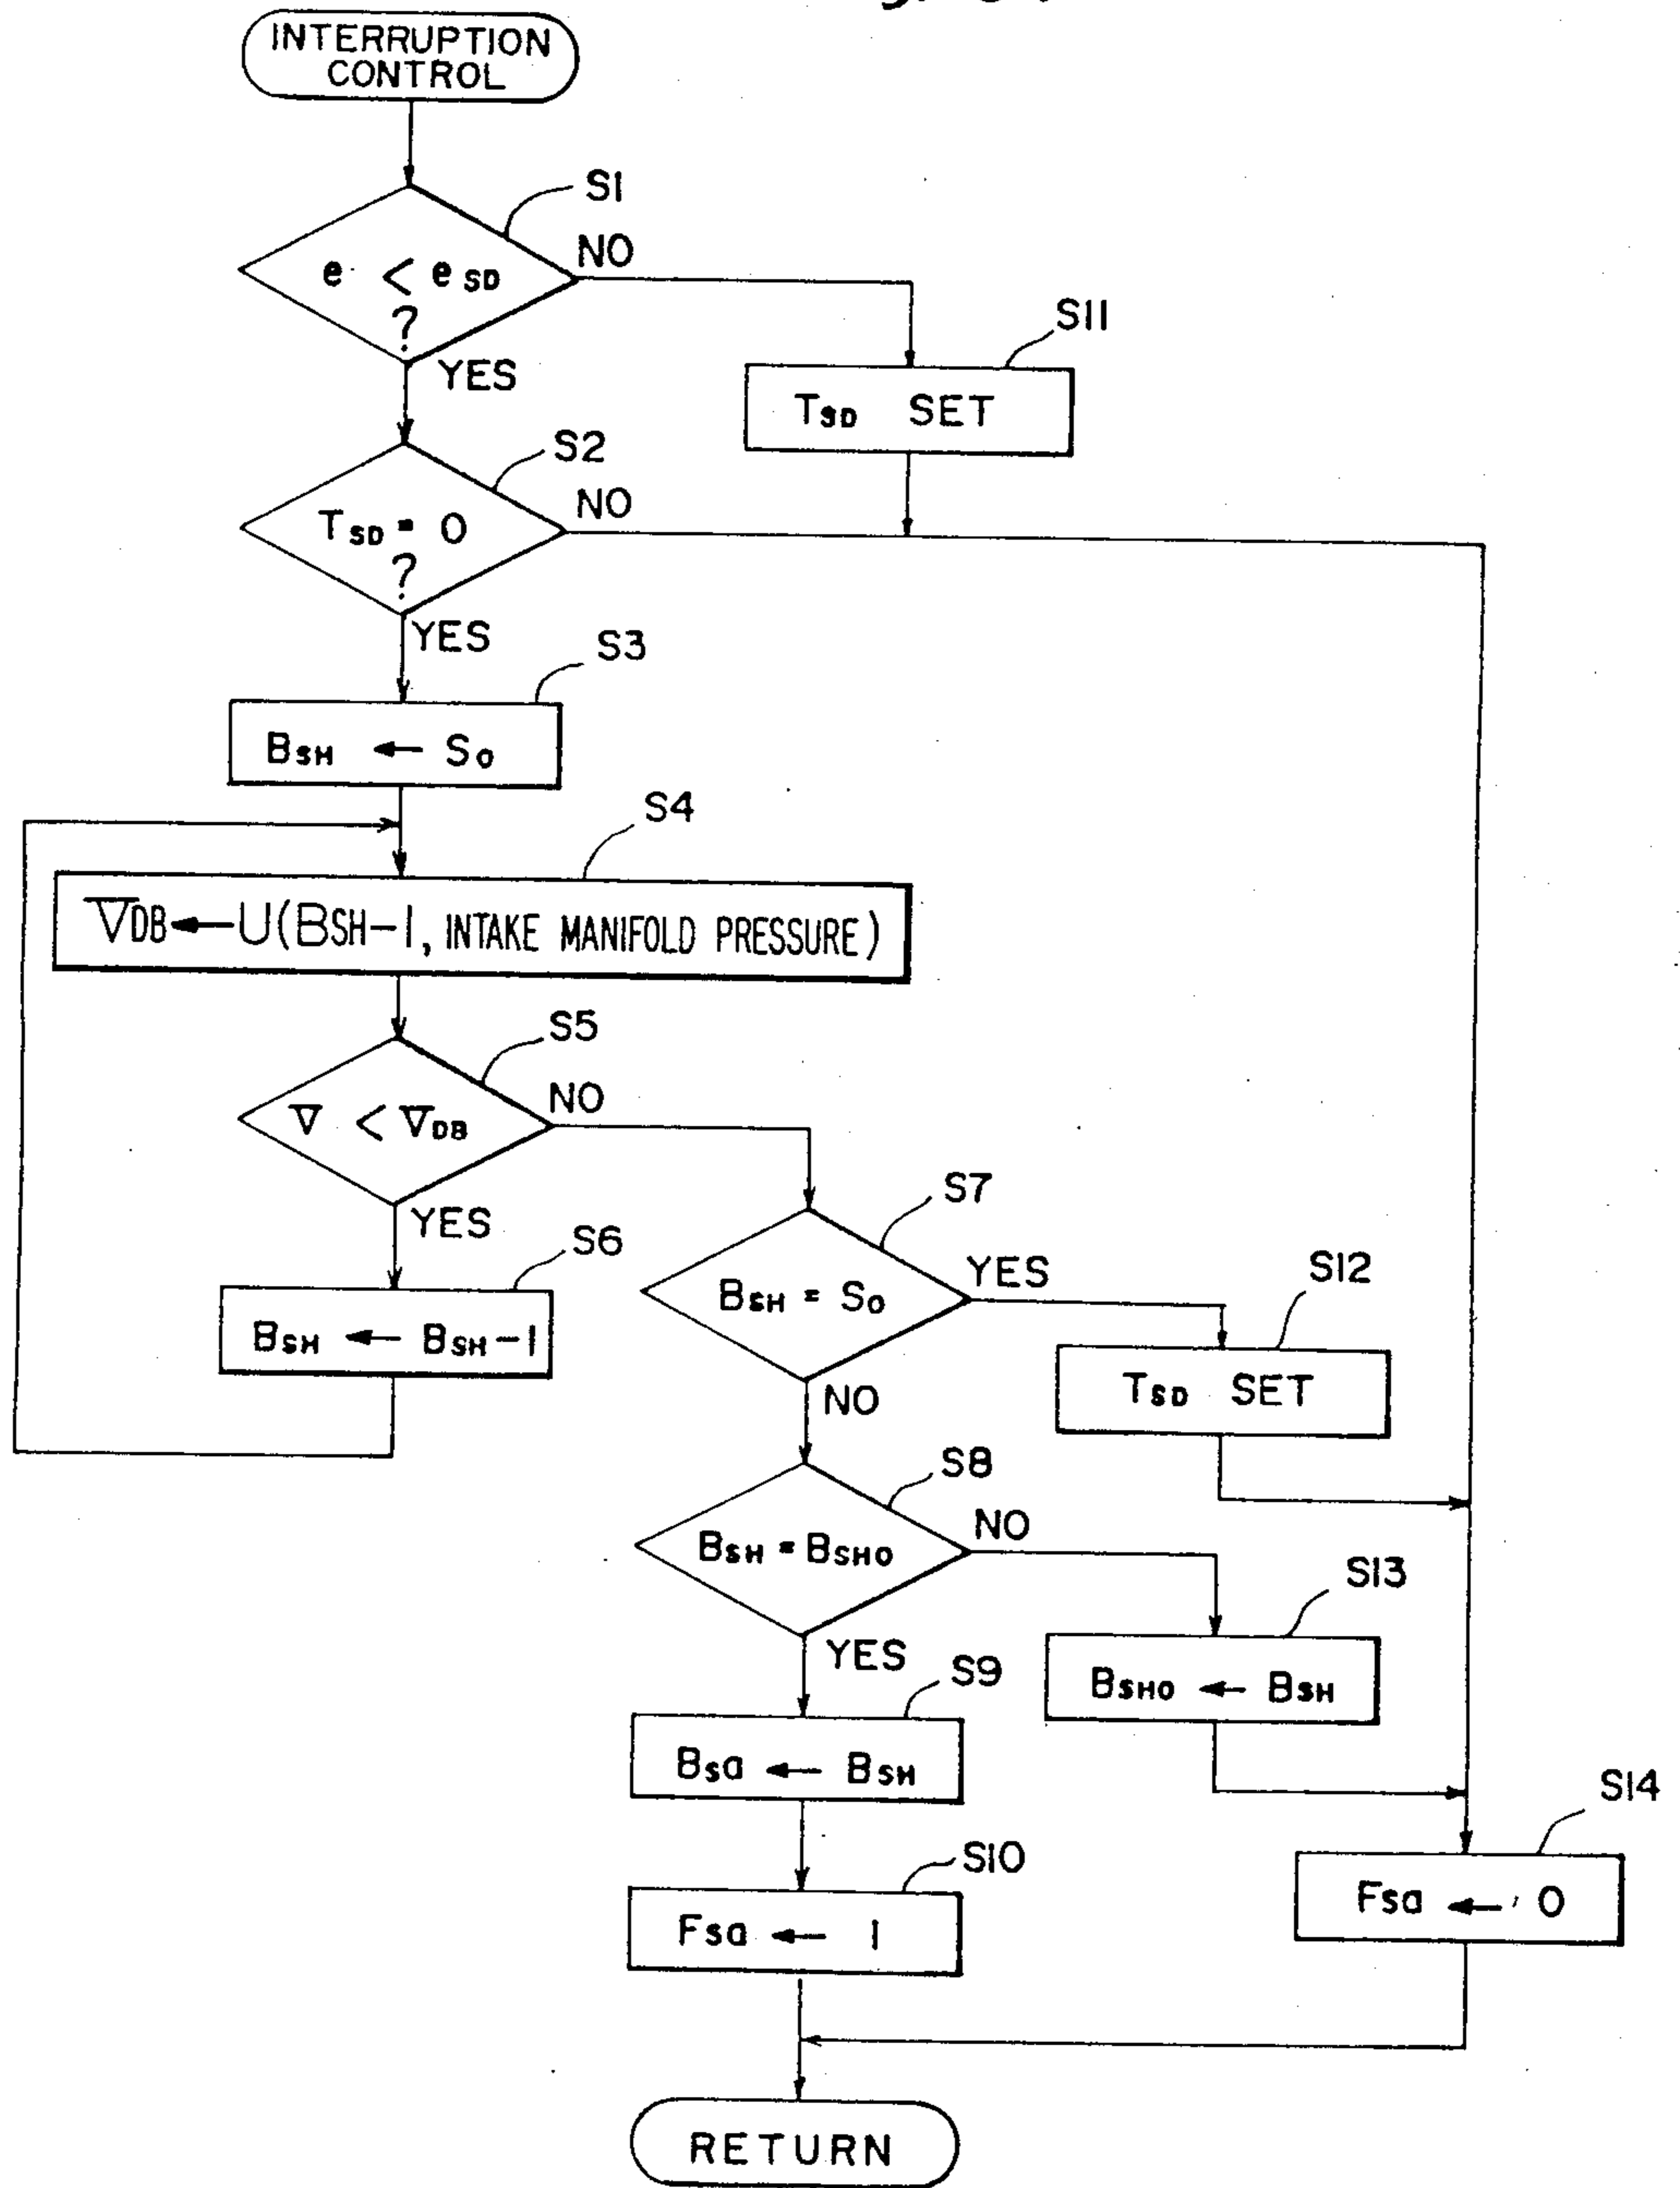 INTERRUPTION
CONTROL
S1
e < eSD
?
NO
YES
S11
TSD SET
S2
TSD = 0
?
NO
YES
S3
BSH ← S0
S4
VDB ← U(BSH-1, INTAKE MANIFOLD PRESSURE)
S5
V < VDB
NO
YES
S6
BSH ← BSH-1
S7
BSH = S0
YES
NO
S12
TSD SET
S8
BSH = BSHO
NO
YES
S13
BSHO ← BSH
S9
BSa ← BSH
S10
FSa ← 1
S14
FSa ← 0
RETURN